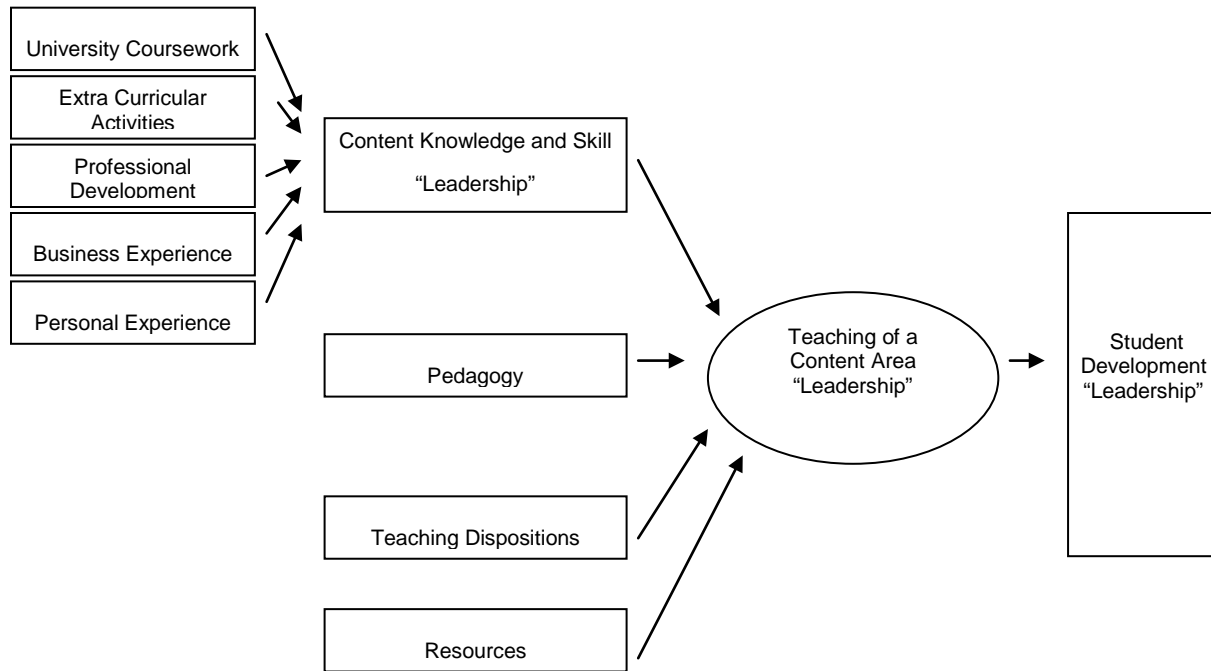 University Coursework
Extra Curricular
Activities
Professional
Development
Business Experience
Personal Experience
Content Knowledge and Skill
“Leadership”
Pedagogy
Teaching Dispositions
Resources
Teaching of a
Content Area
“Leadership”
Student
Development
“Leadership”